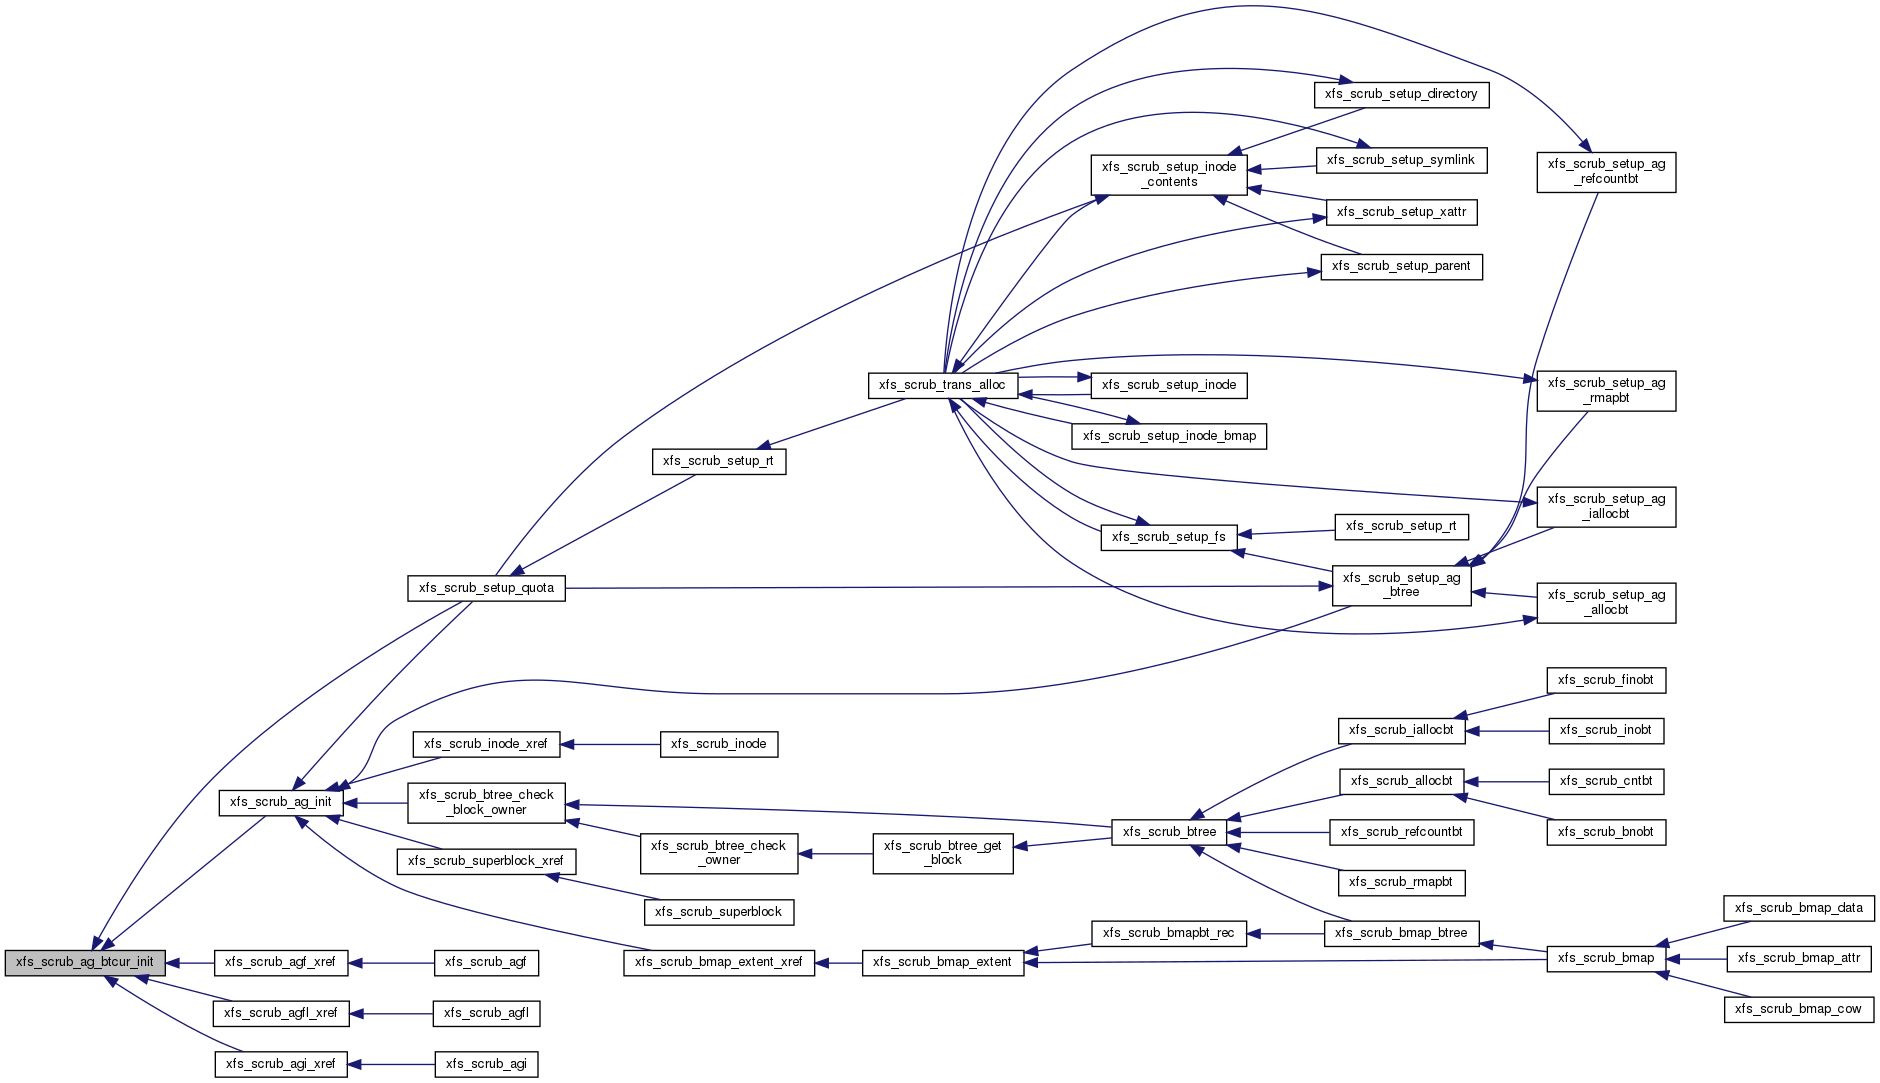 xfs_scrub_setup_directory
xfs_scrub_setup_symlink
xfs_scrub_setup_inode
_contents
xfs_scrub_setup_ag
_refcountbt
xfs_scrub_setup_xattr
xfs_scrub_setup_parent
xfs_scrub_trans_alloc
xfs_scrub_setup_inode
xfs_scrub_setup_ag
_rmapbt
xfs_scrub_setup_inode_bmap
xfs_scrub_setup_rt
xfs_scrub_setup_ag
_iallocbt
xfs_scrub_setup_rt
xfs_scrub_setup_fs
xfs_scrub_setup_quota
xfs_scrub_setup_ag
_btree
xfs_scrub_setup_ag
_allocbt
xfs_scrub_finobt
xfs_scrub_iallocbt
xfs_scrub_inobt
xfs_scrub_inode_xref
xfs_scrub_inode
xfs_scrub_allocbt
xfs_scrub_cntbt
xfs_scrub_ag_init
xfs_scrub_btree_check
_block_owner
xfs_scrub_btree
xfs_scrub_refcountbt
xfs_scrub_bnobt
xfs_scrub_superblock_xref
xfs_scrub_btree_check
_owner
xfs_scrub_btree_get
_block
xfs_scrub_rmapbt
xfs_scrub_superblock
xfs_scrub_bmap_data
xfs_scrub_bmapbt_rec
xfs_scrub_bmap_btree
xfs_scrub_ag_btcur_init
xfs_scrub_agf_xref
xfs_scrub_agf
xfs_scrub_bmap_extent_xref
xfs_scrub_bmap_extent
xfs_scrub_bmap
xfs_scrub_bmap_attr
xfs_scrub_agfl_xref
xfs_scrub_agfl
xfs_scrub_bmap_cow
xfs_scrub_agi_xref
xfs_scrub_agi